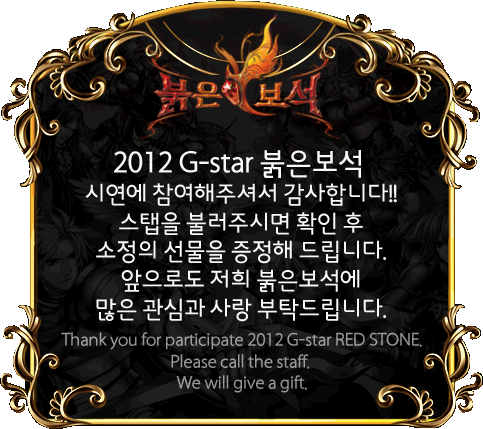 붉은보석
2012 G-star 붉은보석
시연에 참여해주셔서 감사합니다!!
스탭을 불러주시면 확인 후
소정의 선물을 증정해 드립니다.
앞으로도 저희 붉은보석에
많은 관심과 사랑 부탁드립니다.
Thank you for participate 2012 G-star RED STONE.
Please call the staff.
We will give a gift.